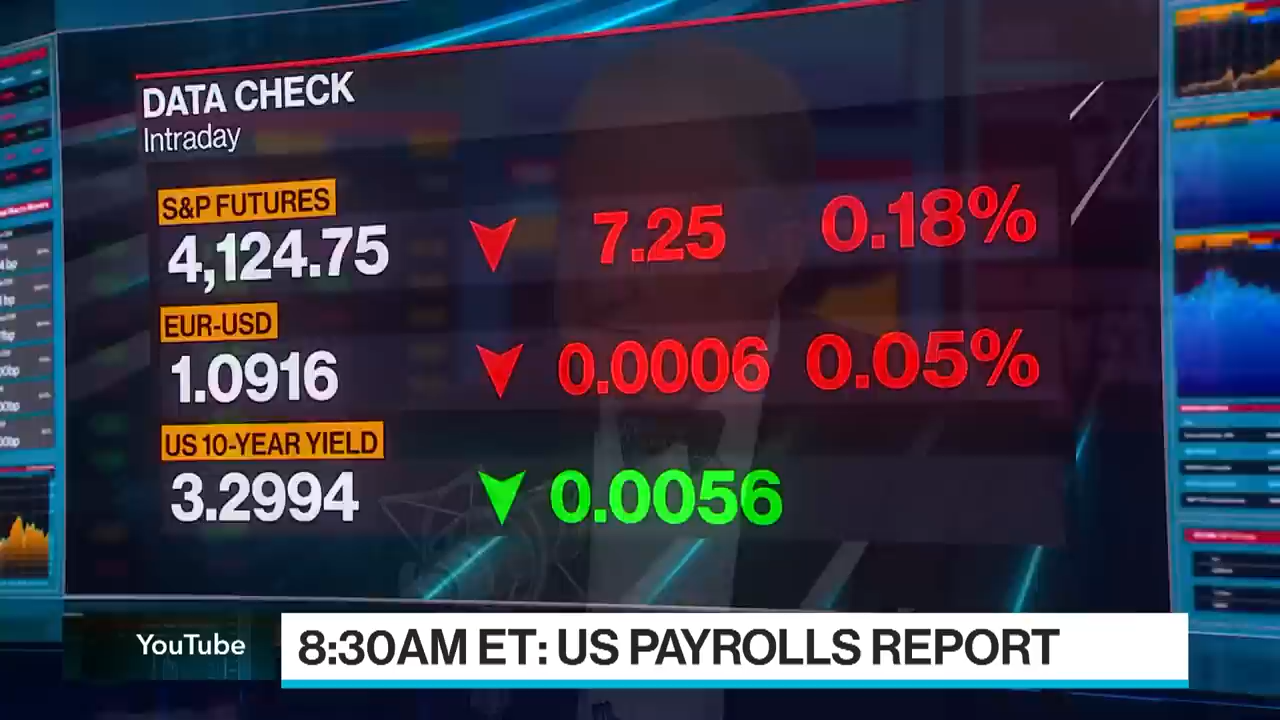 DATA CHECK
Intraday
S&P FUTURES
4,124.75 7.25 0.18%
EUR-USD
1.0916 0.0006 0.05%
US 10-YEAR YIELD
3.2994 0.0056
YouTube
8:30AM ET: US PAYROLLS REPORT